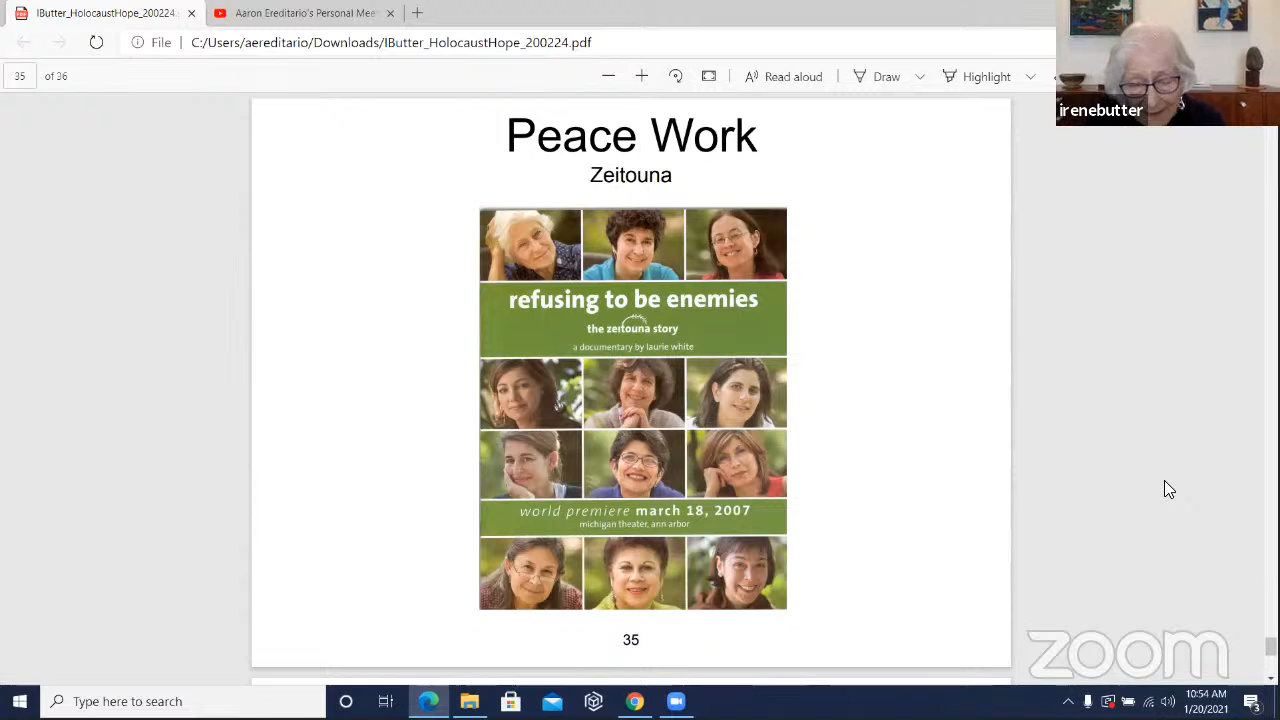 IButter_HolocaustHope_200224.
Aaron Ereditario's Personal Me
File
C:/Users/aereditario/Downloads/IButter_HolocaustHope_200224.pdf
35 of 36
Read aloud
Draw
Highlight
irenebutter
Peace Work
Zeitouna
refusing to be enemies
the zeitouna story
a documentary by laurie white
world premiere march 18, 2007
michigan theater, ann arbor
35
zoom
Type here to search
10:54 AM
1/20/2021
3